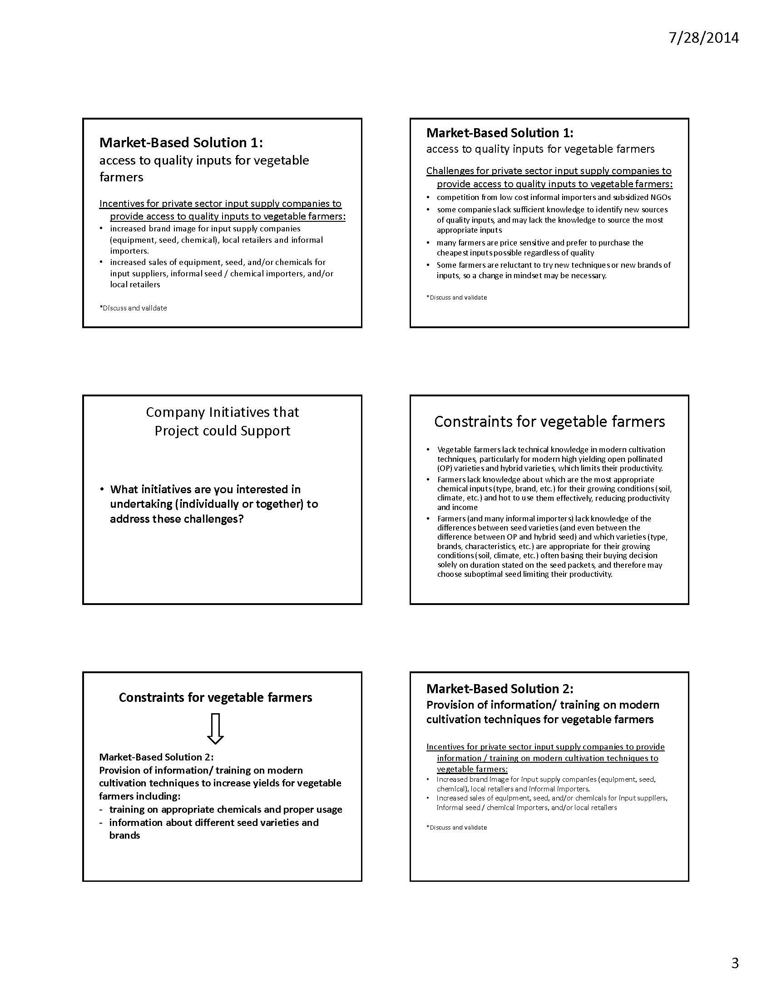 7/28/2014
Market-Based Solution 1:
access to quality inputs for vegetable
farmers
Incentives for private sector input supply companies to
provide access to quality inputs to vegetable farmers:
• increased brand image for input supply companies
(equipment, seed, chemical), local retailers and informal
importers.
• increased sales of equipment, seed, and/or chemicals for
input suppliers, informal seed / chemical importers, and/or
local retailers
*Discuss and validate
Market-Based Solution 1:
access to quality inputs for vegetable farmers
Challenges for private sector input supply companies to
provide access to quality inputs to vegetable farmers:
• competition from low cost informal importers and subsidized NGOs
• some companies lack sufficient knowledge to identify new sources
of quality inputs, and may lack the knowledge to source the most
appropriate inputs
• many farmers are price sensitive and prefer to purchase the
cheapest inputs possible regardless of quality
• Some farmers are reluctant to try new techniques or new brands of
inputs, so a change in mindset may be necessary.
*Discuss and validate
Company Initiatives that
Project could Support
• What initiatives are you interested in
undertaking (individually or together) to
address these challenges?
Constraints for vegetable farmers
• Vegetable farmers lack technical knowledge in modern cultivation
techniques, particularly for modern high yielding open pollinated
(OP) varieties and hybrid varieties, which limits their productivity.
• Farmers lack knowledge about which are the most appropriate
chemical inputs (type, brand, etc.) for their growing conditions (soil,
climate, etc.) and hot to use them effectively, reducing productivity
and income
• Farmers (and many informal importers) lack knowledge of the
differences between seed varieties (and even between the
difference between OP and hybrid seed) and which varieties (type,
brands, characteristics, etc.) are appropriate for their growing
conditions (soil, climate, etc.) often basing their buying decision
solely on duration stated on the seed packets, and therefore may
choose suboptimal seed limiting their productivity.
Constraints for vegetable farmers
Market-Based Solution 2:
Provision of information/ training on modern
cultivation techniques to increase yields for vegetable
farmers including:
- training on appropriate chemicals and proper usage
- information about different seed varieties and
brands
Market-Based Solution 2:
Provision of information/ training on modern
cultivation techniques for vegetable farmers
Incentives for private sector input supply companies to provide
information / training on modern cultivation techniques to
vegetable farmers:
• Increased brand image for input supply companies (equipment, seed,
chemical), local retailers and informal importers.
• Increased sales of equipment, seed, and/or chemicals for input suppliers,
informal seed / chemical importers, and/or local retailers
*Discuss and validate
3